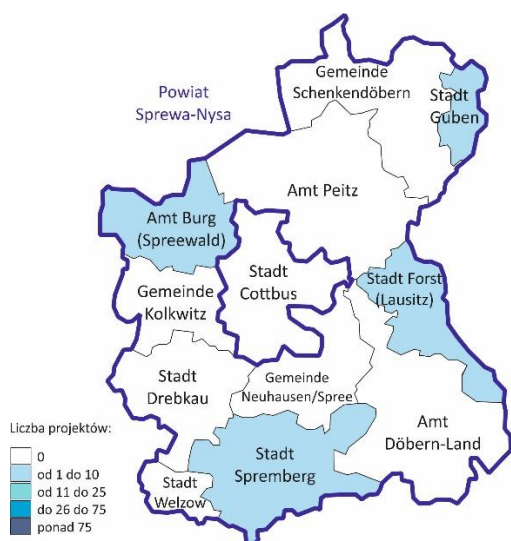 Gemeinde
Schenkendöbern
Stadt
Guben
Powiat
Sprewa-Nysa
Amt Peitz
Amt Burg
(Spreewald)
Stadt
Cottbus
Stadt Forst
(Lausitz)
Gemeinde
Kolkwitz
Stadt
Drebkau
Gemeinde
Neuhausen/Spree
Amt
Döbern-Land
Stadt
Spremberg
Stadt
Welzow
Liczba projektów:
0
od 1 do 10
od 11 do 25
do 26 do 75
ponad 75